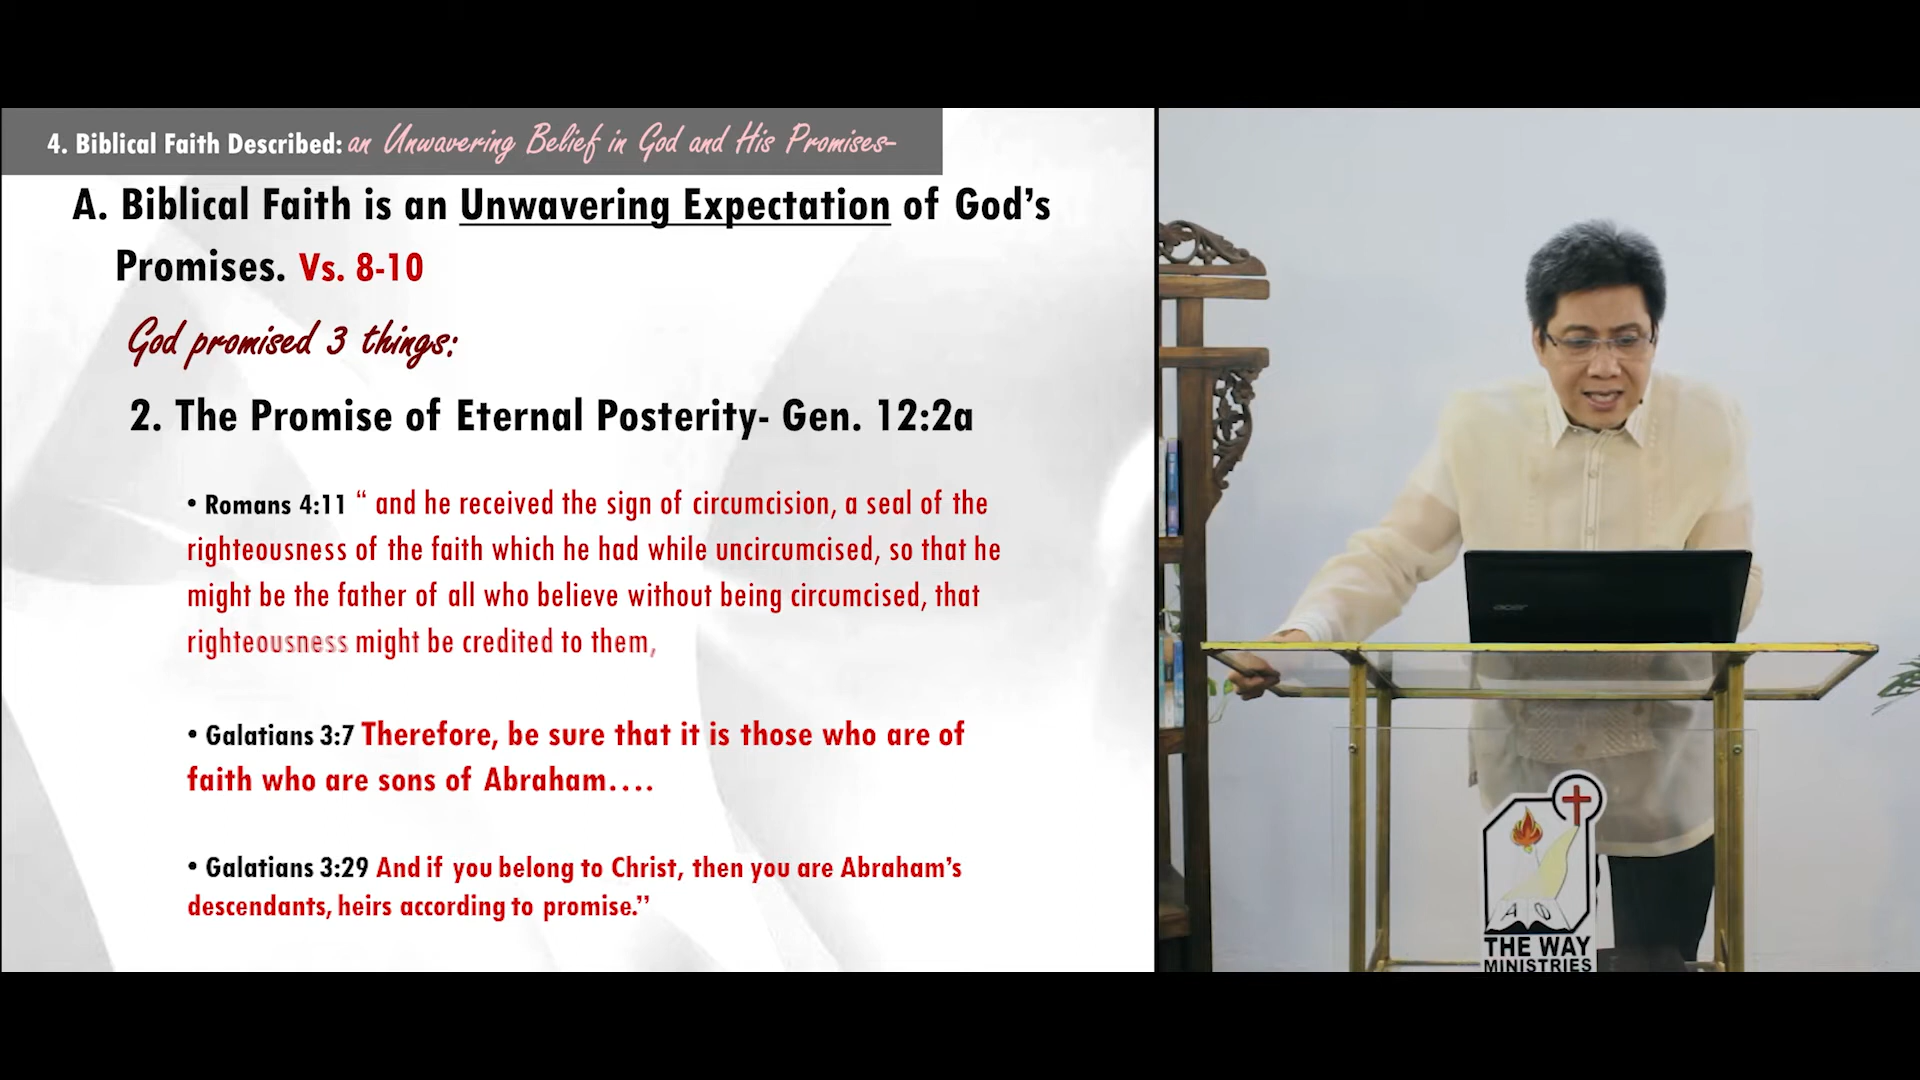 4. Biblical Faith Described: an Unwavering Belief in God and His Promises-
A. Biblical Faith is an Unwavering Expectation of God’s
Promises. Vs. 8-10
God promised 3 things:
2. The Promise of Eternal Posterity- Gen. 12:2a
• Romans 4:11 “ and he received the sign of circumcision, a seal of the
righteousness of the faith which he had while uncircumcised, so that he
might be the father of all who believe without being circumcised, that
righteousness might be credited to them,
• Galatians 3:7 Therefore, be sure that it is those who are of
faith who are sons of Abraham....
• Galatians 3:29 And if you belong to Christ, then you are Abraham’s
descendants, heirs according to promise.”
acer
THE WAY
MINISTRIES